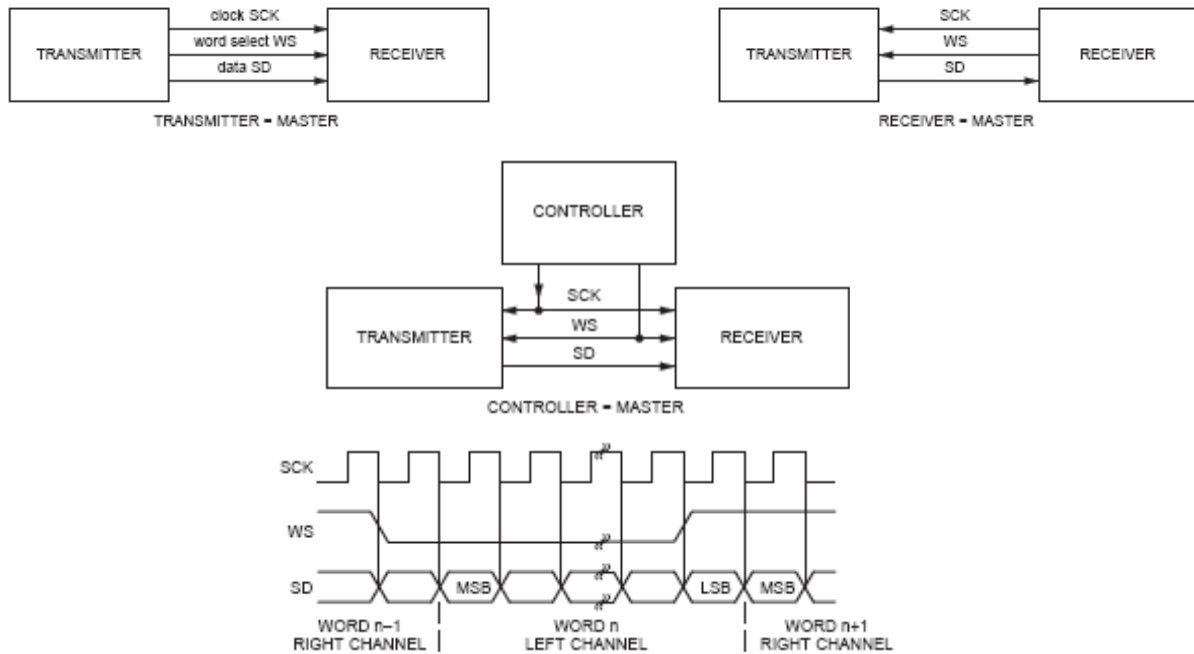 clock SCK
TRANSMITTER
word select WS
RECEIVER
data SD
TRANSMITTER = MASTER
SCK
TRANSMITTER
WS
RECEIVER
SD
RECEIVER = MASTER
CONTROLLER
SCK
TRANSMITTER
WS
RECEIVER
SD
CONTROLLER = MASTER
SCK
WS
SD
MSB
LSB
MSB
WORD n–1
RIGHT CHANNEL
WORD n
LEFT CHANNEL
WORD n+1
RIGHT CHANNEL